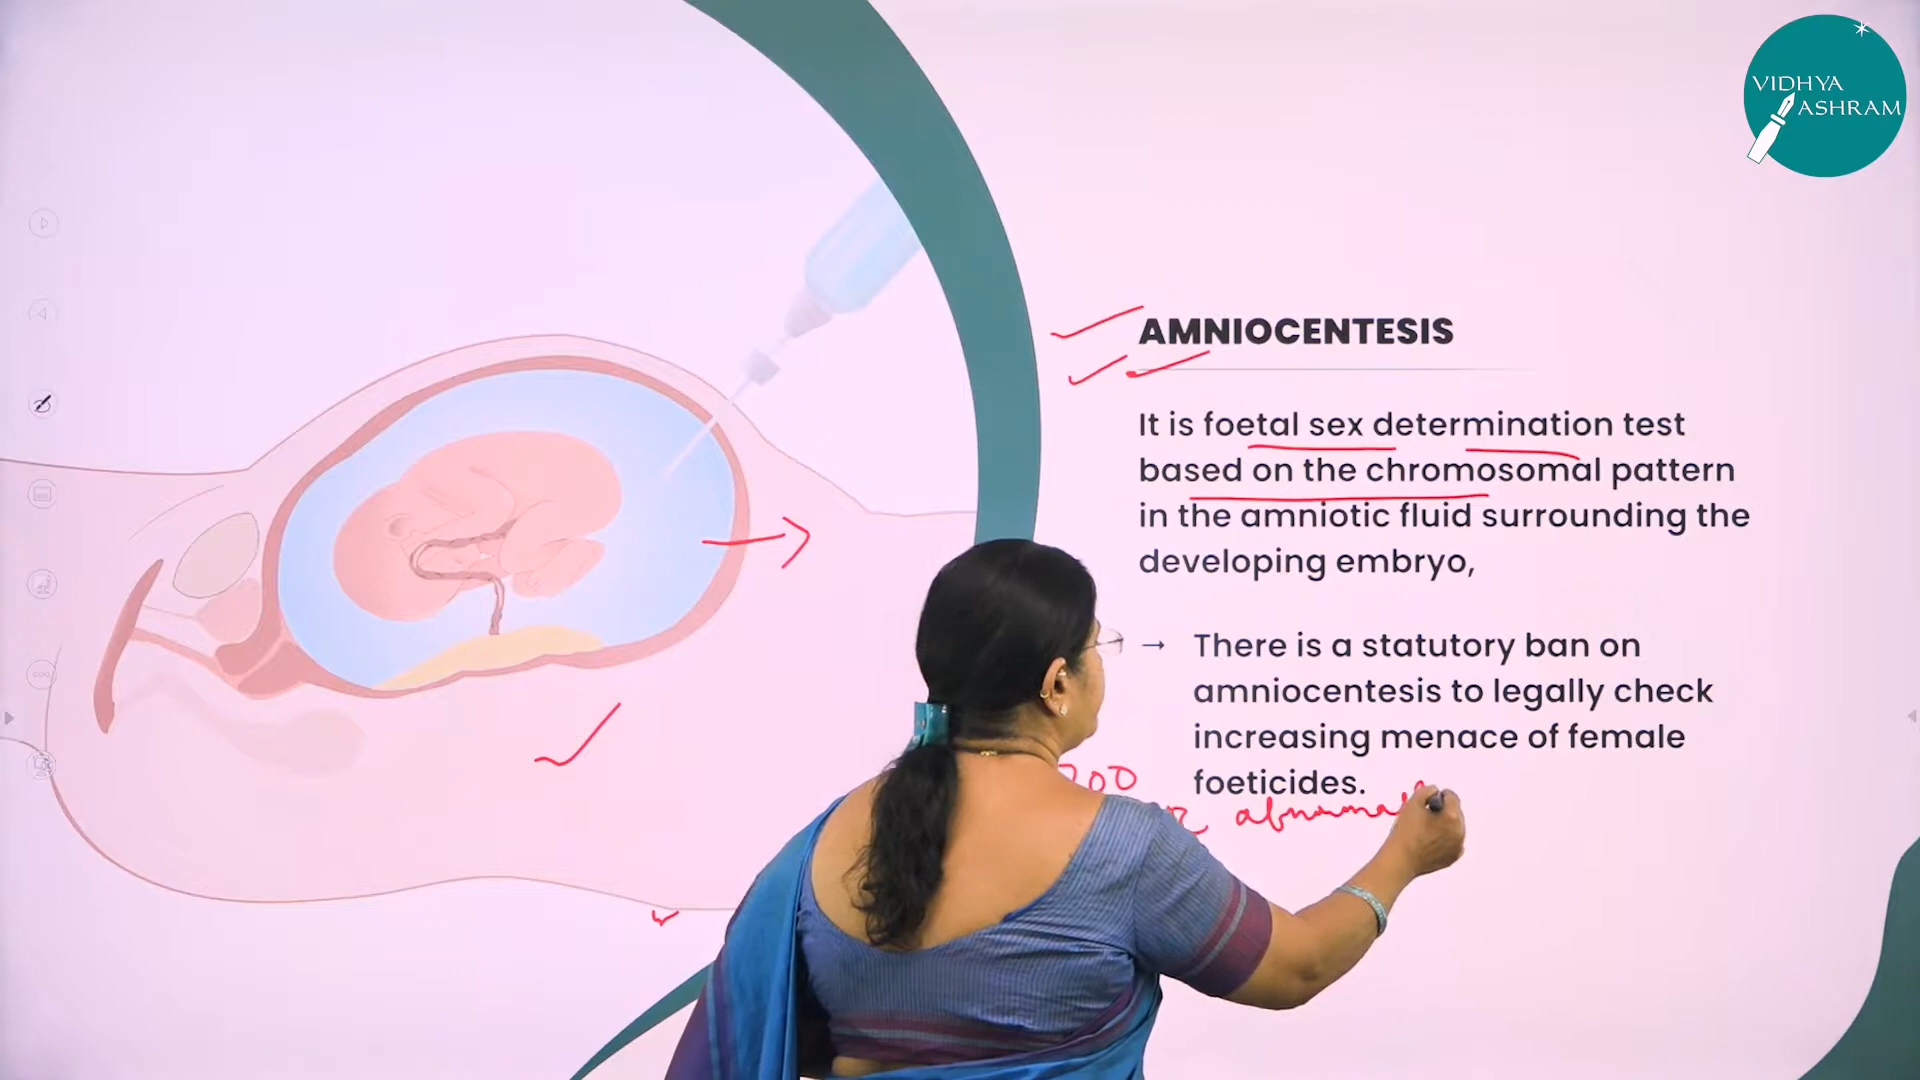 VIDHYA
ASHRAM
AMNIOCENTESIS
It is foetal sex determination test
based on the chromosomal pattern
in the amniotic fluid surrounding the
developing embryo,
→ There is a statutory ban on
amniocentesis to legally check
increasing menace of female
foeticides.